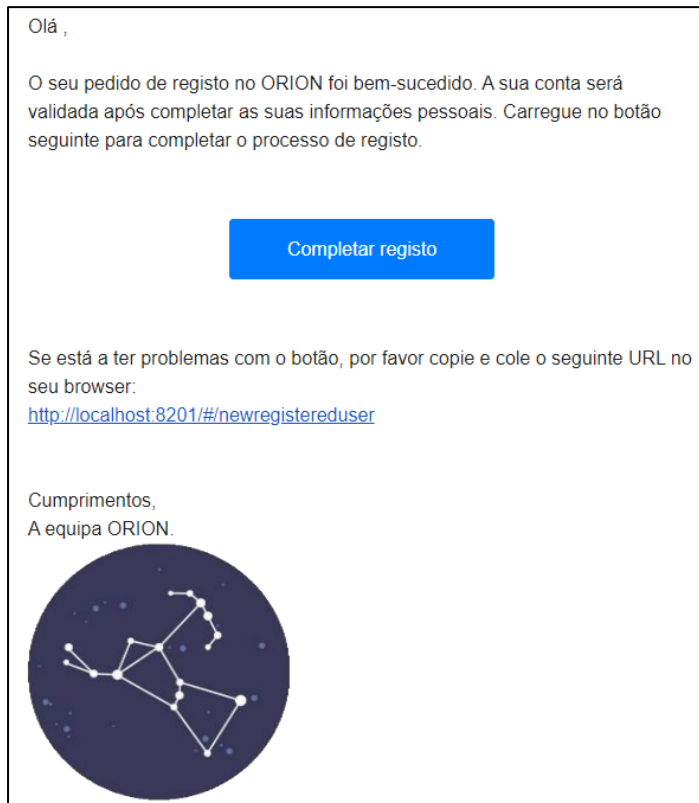 Olá ,
O seu pedido de registo no ORION foi bem-sucedido. A sua conta será
validada após completar as suas informações pessoais. Carregue no botão
seguinte para completar o processo de registo.
Completar registo
Se está a ter problemas com o botão, por favor copie e cole o seguinte URL no
seu browser:
http://localhost:8201/#/newregistereduser
Cumprimentos,
A equipa ORION.